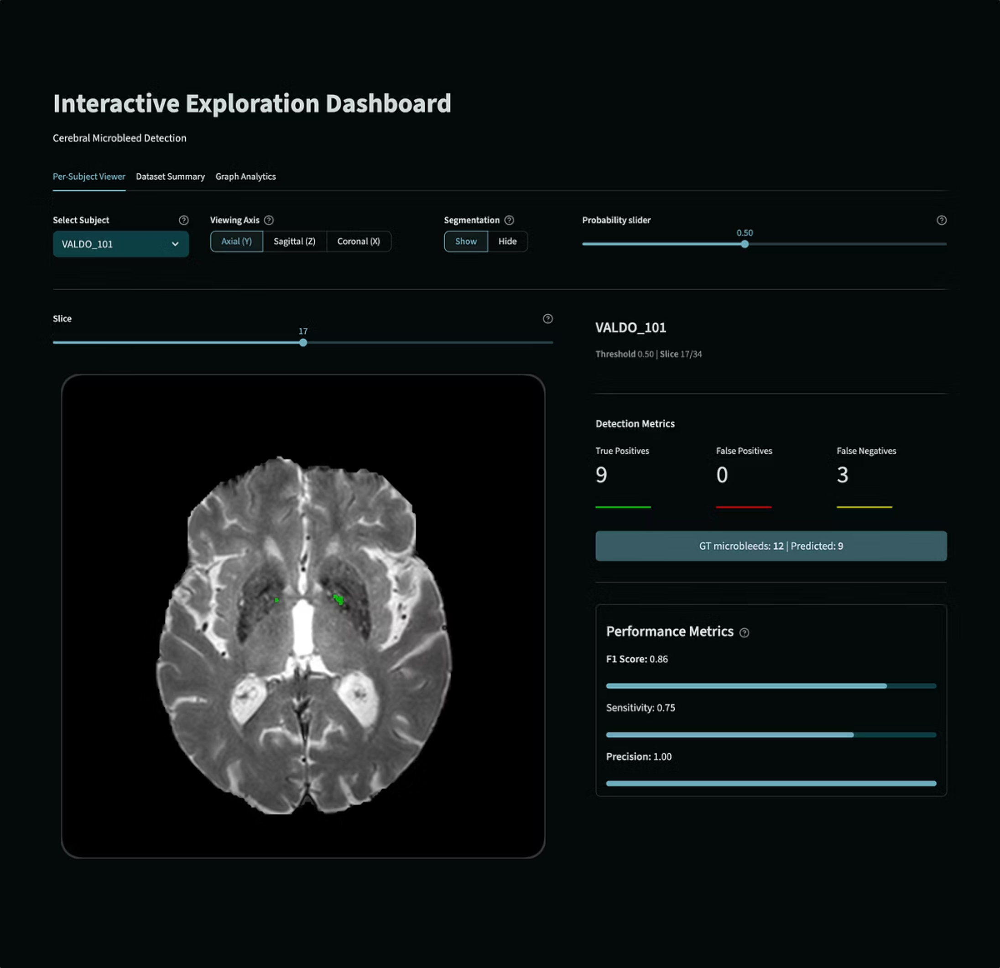 Interactive Exploration Dashboard
Cerebral Microbleed Detection
Per-Subject Viewer Dataset Summary Graph Analytics
Select Subject Viewing Axis Segmentation Probability slider
0.50
VALDO_101 Axial (Y) Sagittal (Z) Coronal (X) Show Hide
Slice
17
VALDO_101
Threshold 0.50 | Slice 17/34
Detection Metrics
True Positives False Positives False Negatives
9 0 3
GT microbleeds: 12 | Predicted: 9
Performance Metrics
F1 Score: 0.86
Sensitivity: 0.75
Precision: 1.00